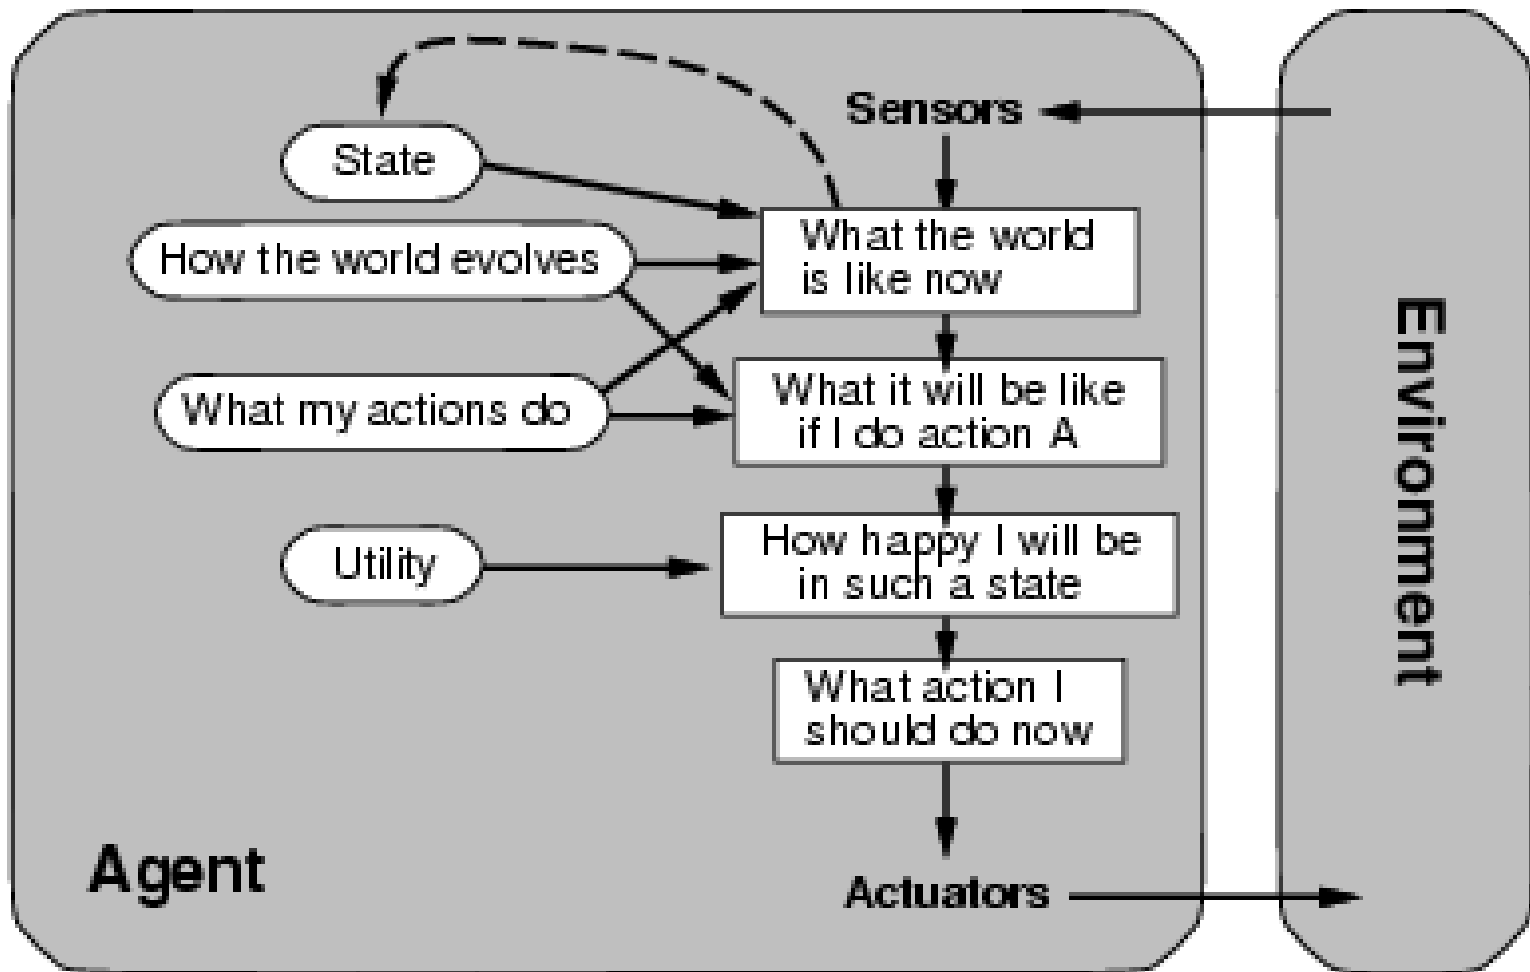 Sensors
State
What the world
is like now
How the world evolves
What my actions do
What it will be like
if I do action A
Utility
How happy I will be
in such a state
What action I
should do now
Agent
Actuators
Environment